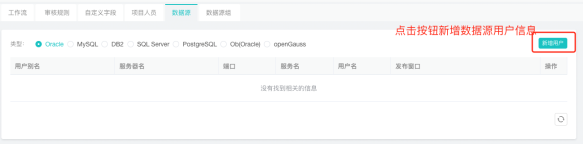 工作流 审核规则 自定义字段 项目人员 数据源 数据源组
点击按钮新增数据源用户信息
类型: Oracle MySQL DB2 SQL Server PostgreSQL Ob(Oracle) openGauss 新增用户
用户别名 服务器名 端口 服务名 用户名 发布窗口 操作
没有找到相关的信息